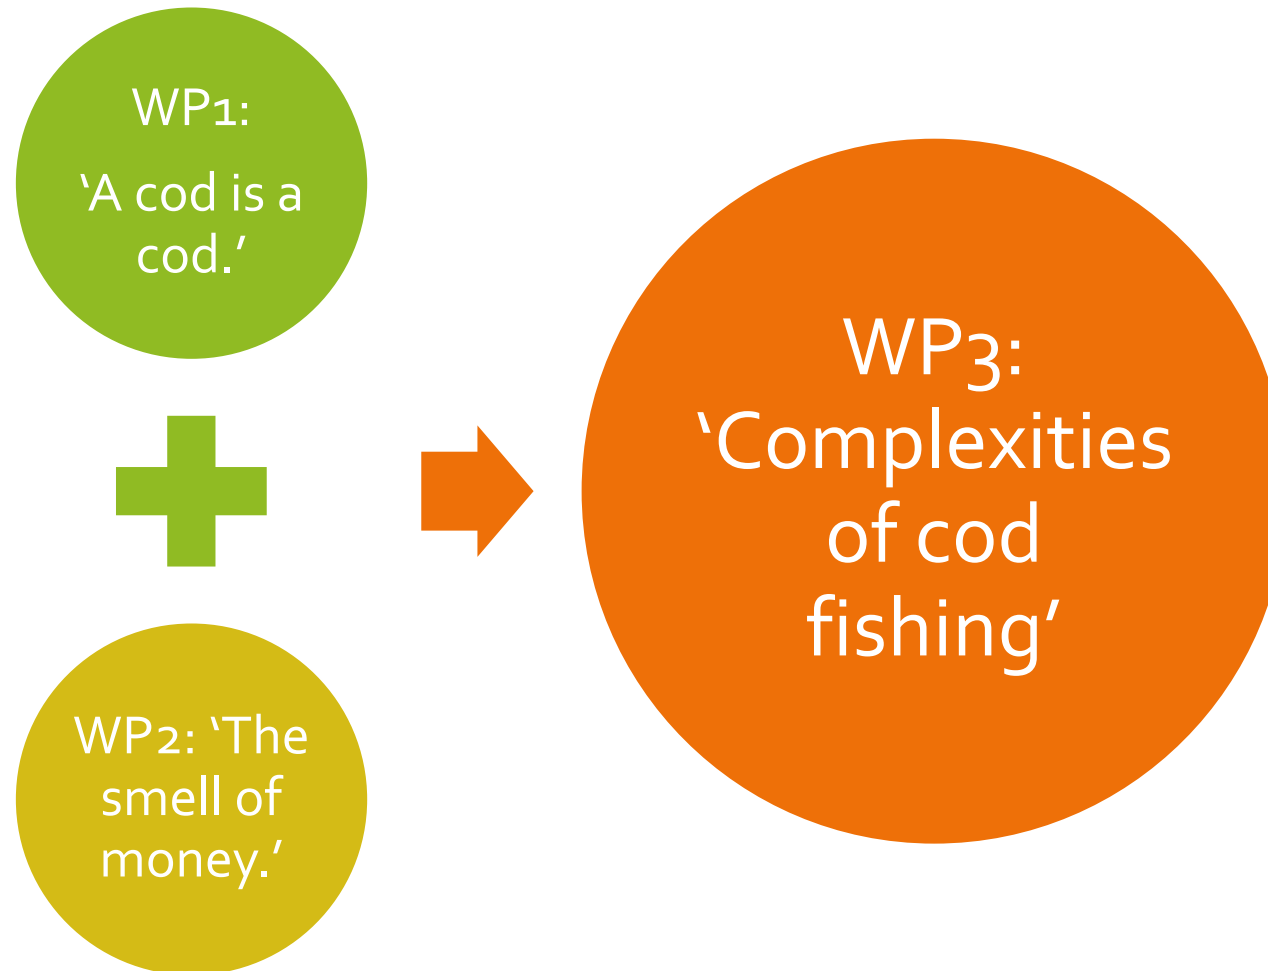 WP1:
‘A cod is a
cod.’
WP2: ‘The
smell of
money.’
WP3:
‘Complexities
of cod
fishing’